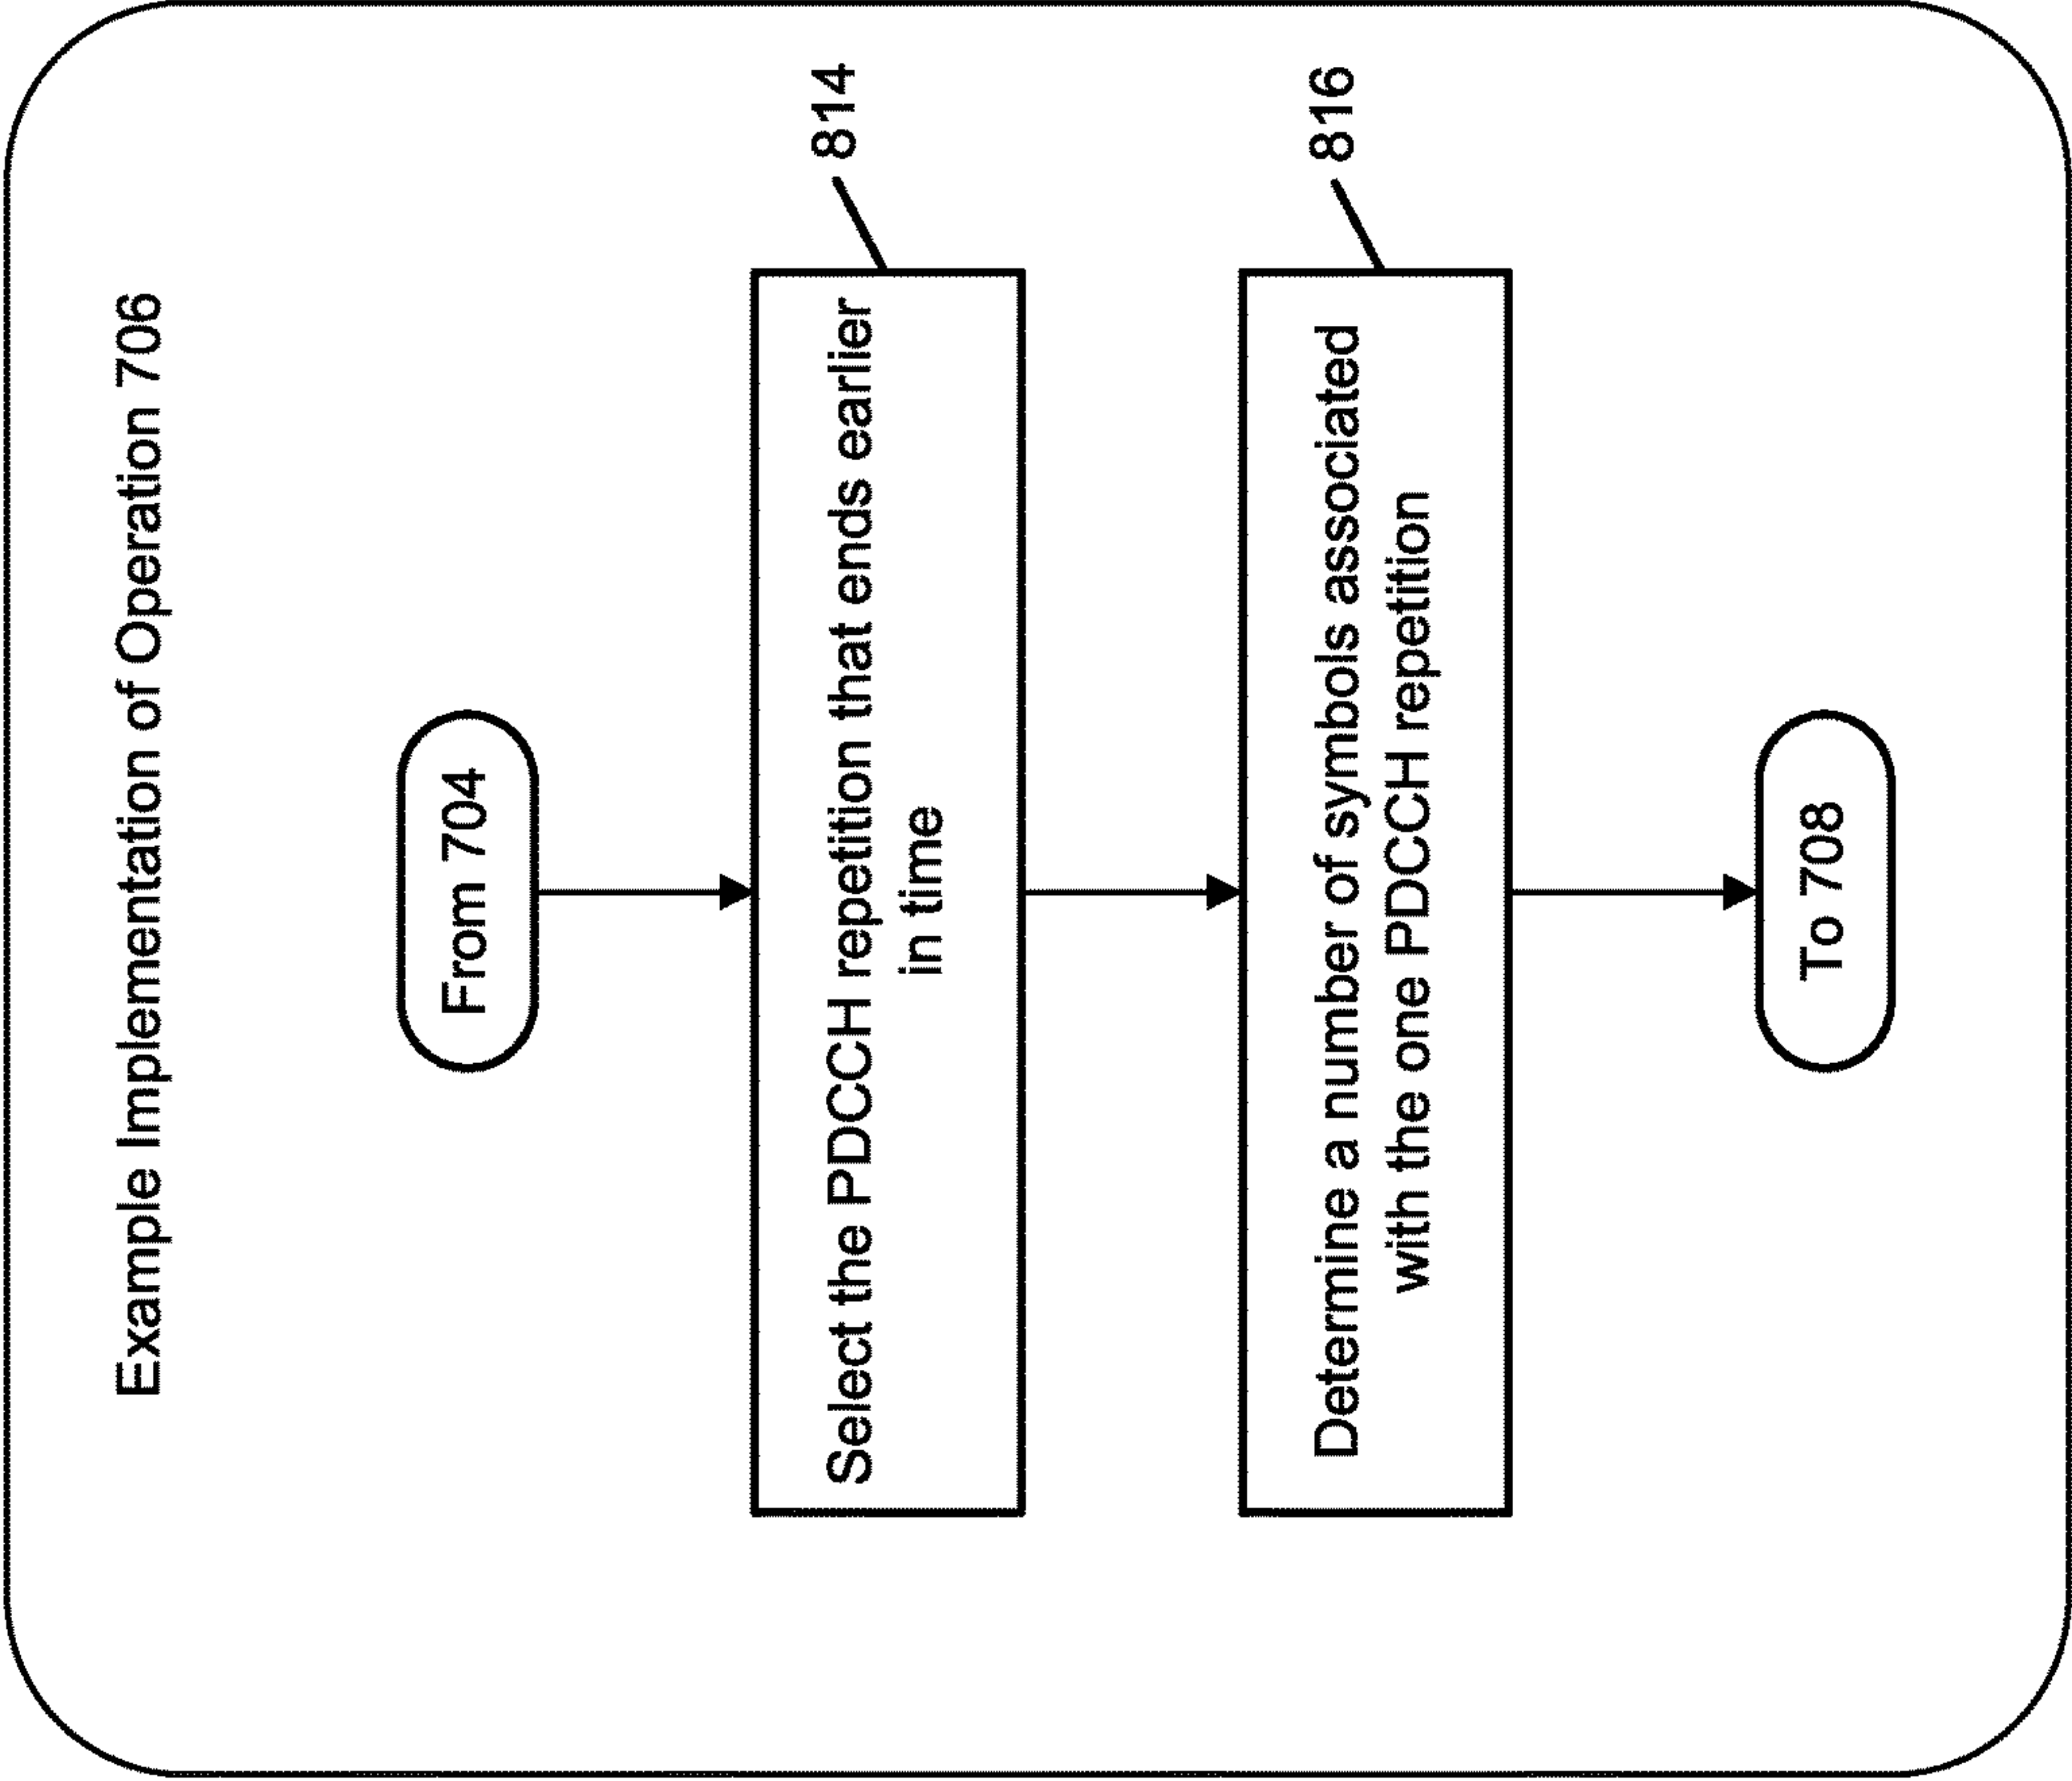 Example Implementation of Operation 706
From 704
Select the PDCCH repetition that ends earlier
in time
814
Determine a number of symbols associated
with the one PDCCH repetition
816
To 708